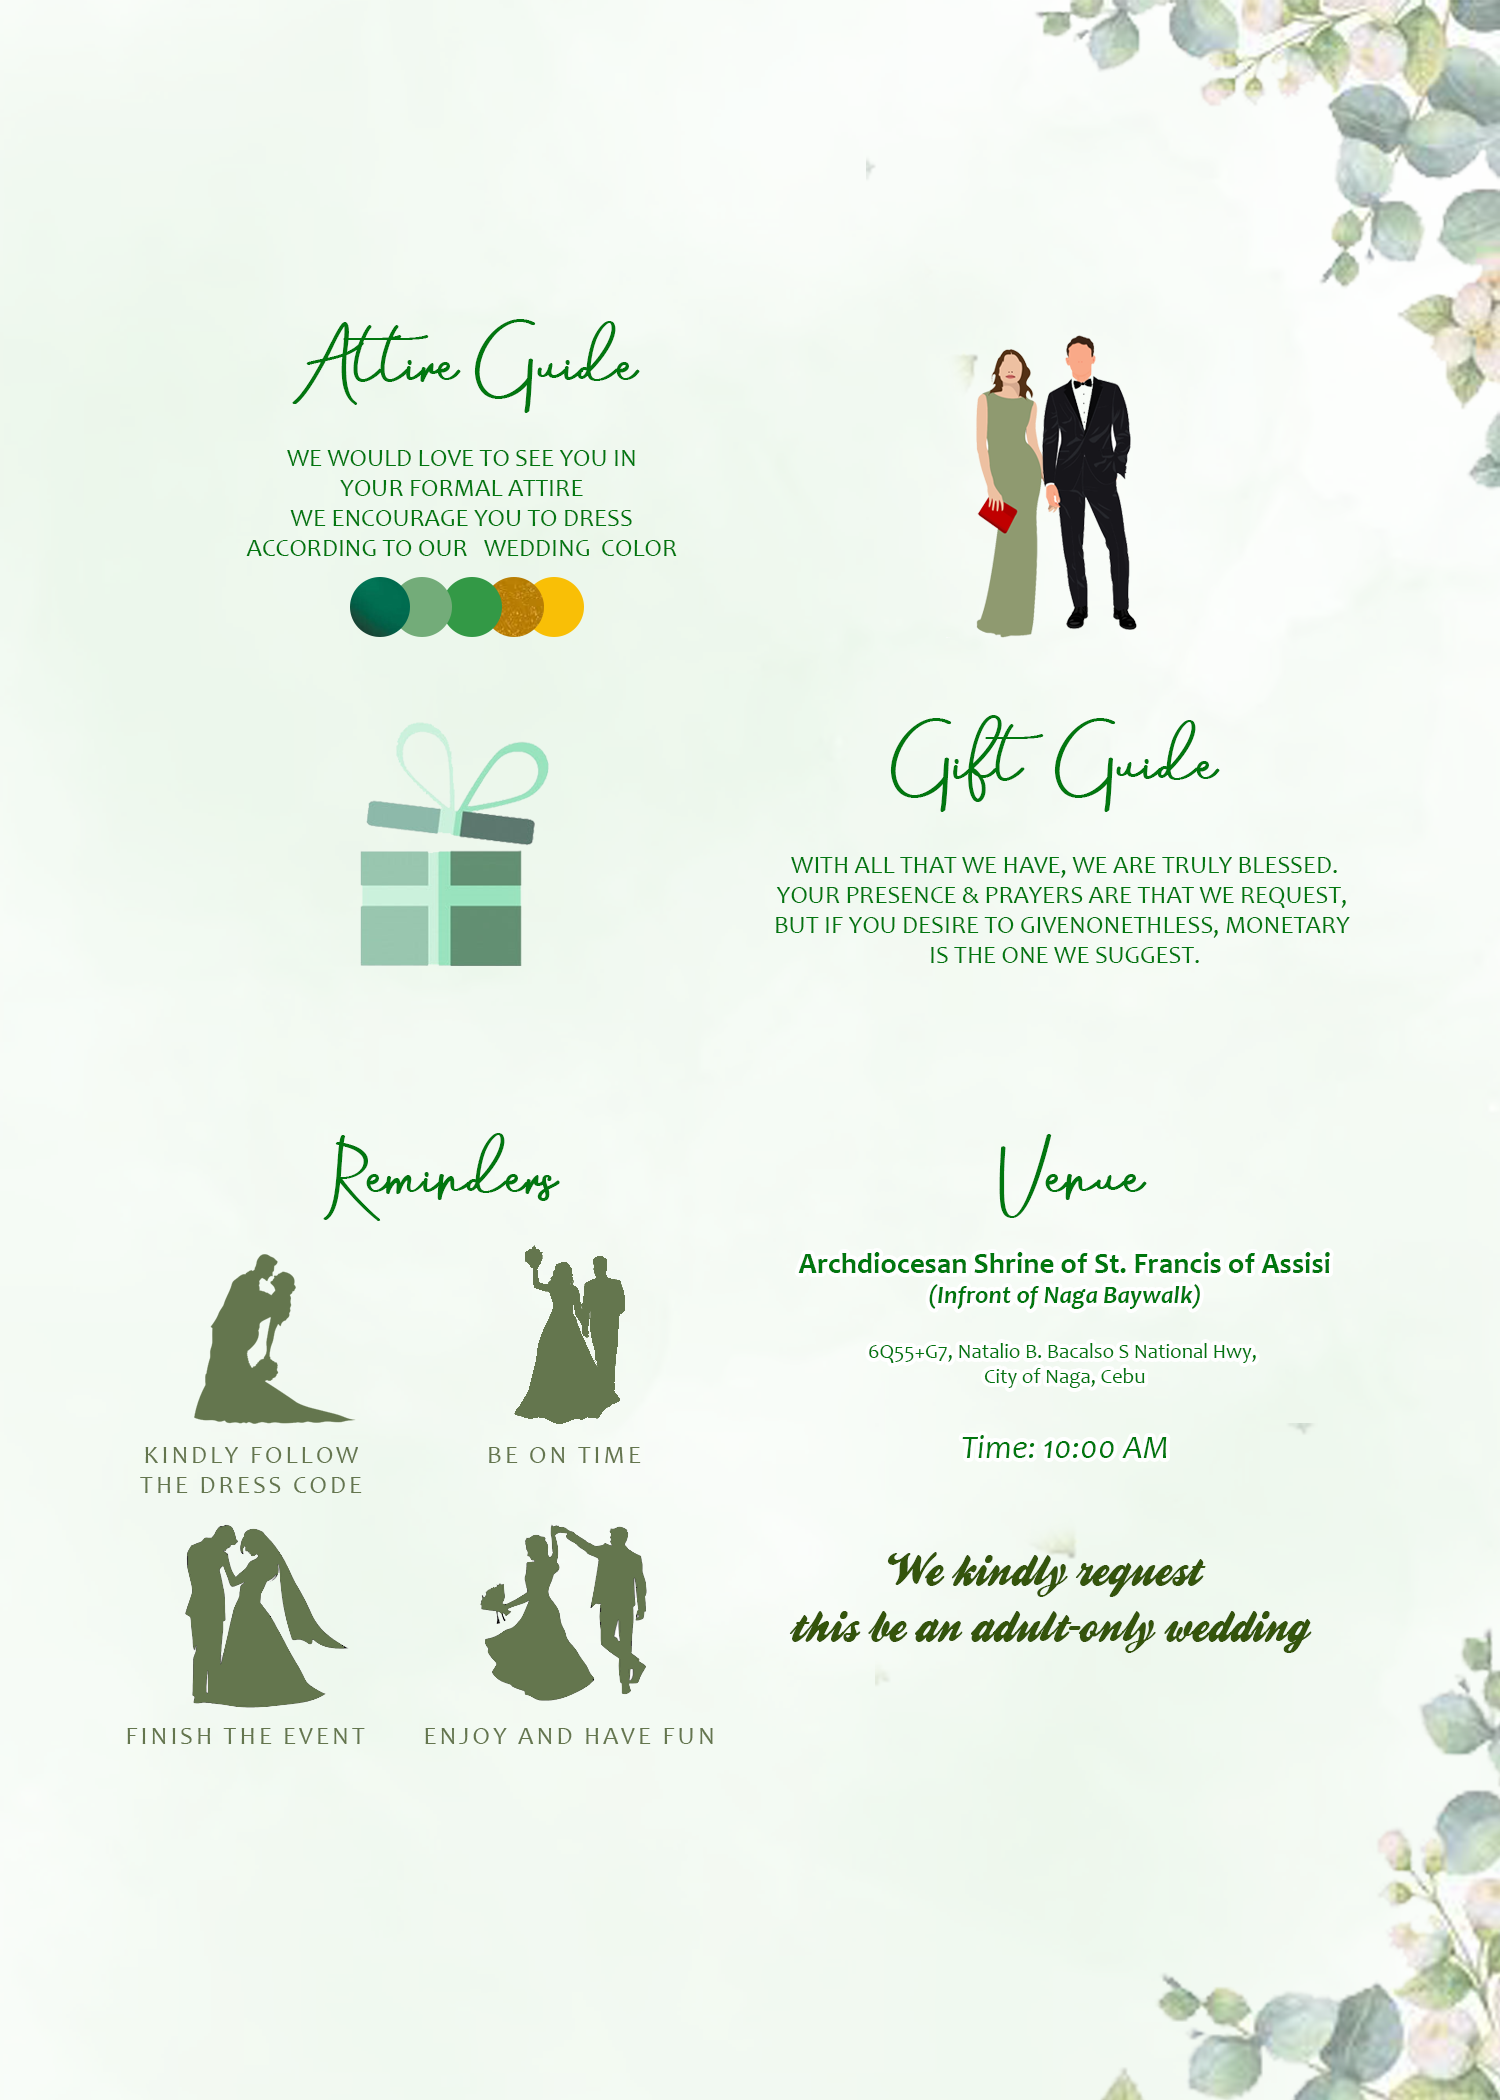 Attire Guide
WE WOULD LOVE TO SEE YOU IN
YOUR FORMAL ATTIRE
WE ENCOURAGE YOU TO DRESS
ACCORDING TO OUR WEDDING COLOR
Gift Guide
WITH ALL THAT WE HAVE, WE ARE TRULY BLESSED.
YOUR PRESENCE & PRAYERS ARE THAT WE REQUEST,
BUT IF YOU DESIRE TO GIVENONETHLESS, MONETARY
IS THE ONE WE SUGGEST.
Reminders
KINDLY FOLLOW
THE DRESS CODE
BE ON TIME
FINISH THE EVENT
ENJOY AND HAVE FUN
Venue
Archdiocesan Shrine of St. Francis of Assisi
(Infront of Naga Baywalk)
6Q55+G7, Natalio B. Bacalso S National Hwy,
City of Naga, Cebu
Time: 10:00 AM
We kindly request
this be an adult-only wedding